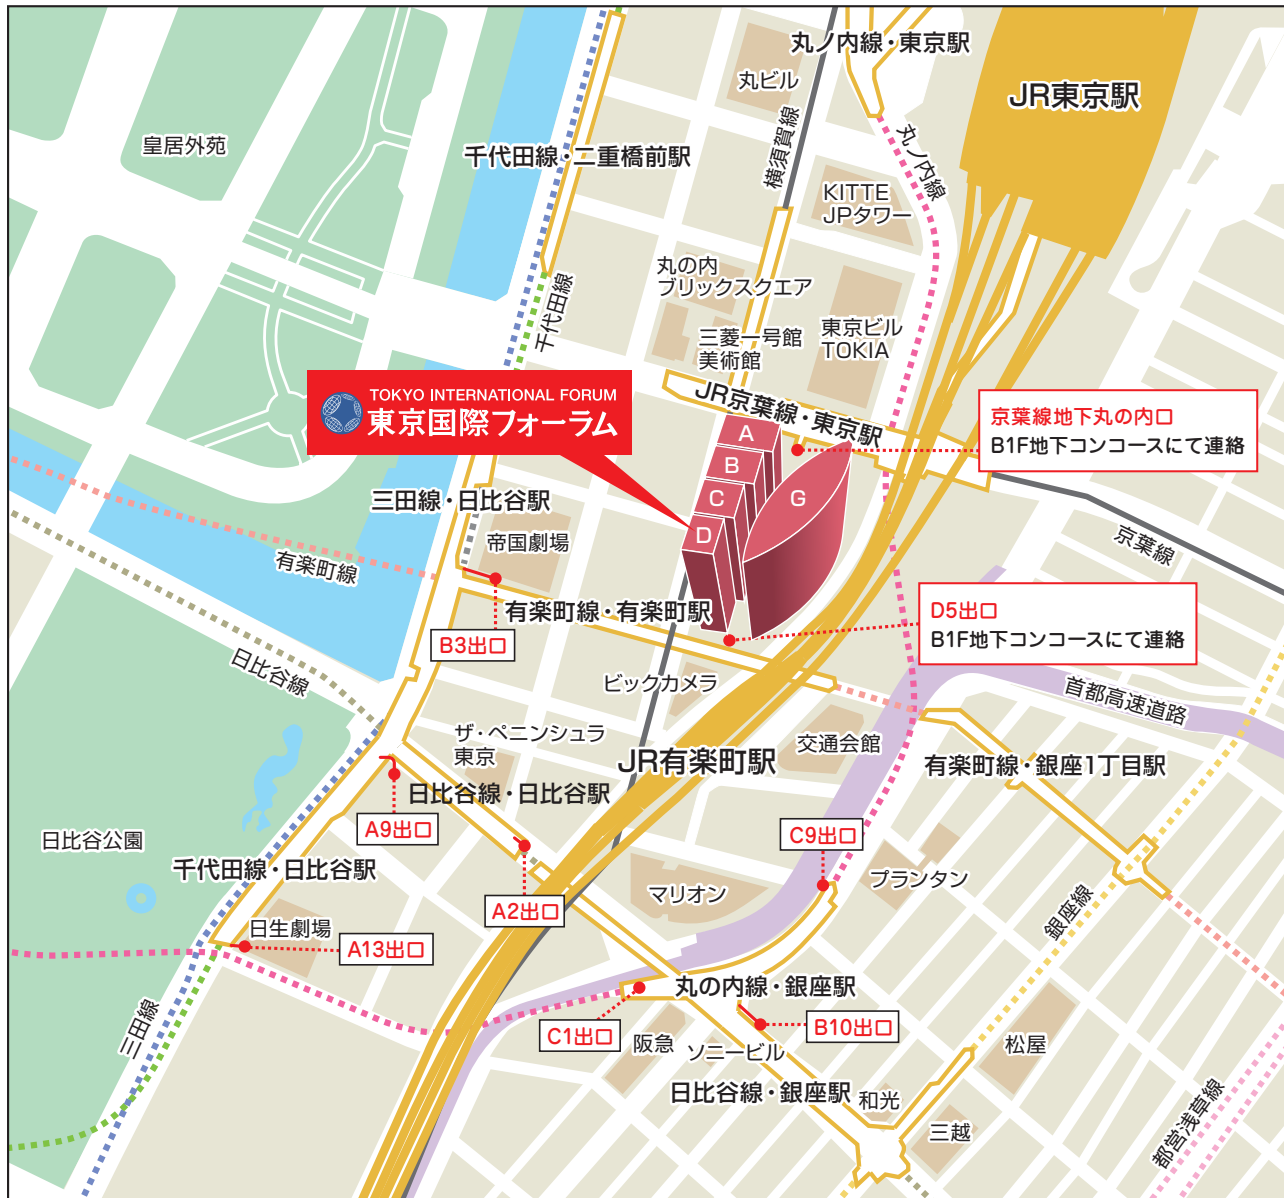 丸ノ内線・東京駅
丸ビル
JR東京駅
皇居外苑
千代田線・二重橋前駅
横須賀線
丸ノ内線
KITTE
JPタワー
丸の内
ブリックスクエア
千代田線
三菱一号館
美術館
東京ビル
TOKIA
TOKYO INTERNATIONAL FORUM
東京国際フォーラム
JR京葉線・東京駅
京葉線地下丸の内口
B1F地下コンコースにて連絡
A
B
C
D
G
三田線・日比谷駅
帝国劇場
有楽町線
京葉線
有楽町線・有楽町駅
D5出口
B1F地下コンコースにて連絡
B3出口
日比谷線
ビックカメラ
首都高速道路
ザ・ペニンシュラ
東京
JR有楽町駅
交通会館
有楽町線・銀座1丁目駅
日比谷線・日比谷駅
A9出口
日比谷公園
千代田線・日比谷駅
C9出口
プランタン
マリオン
A2出口
銀座線
日生劇場
A13出口
丸の内線・銀座駅
三田線
C1出口
B10出口
阪急
ソニービル
松屋
日比谷線・銀座駅
和光
三越
都営浅草線